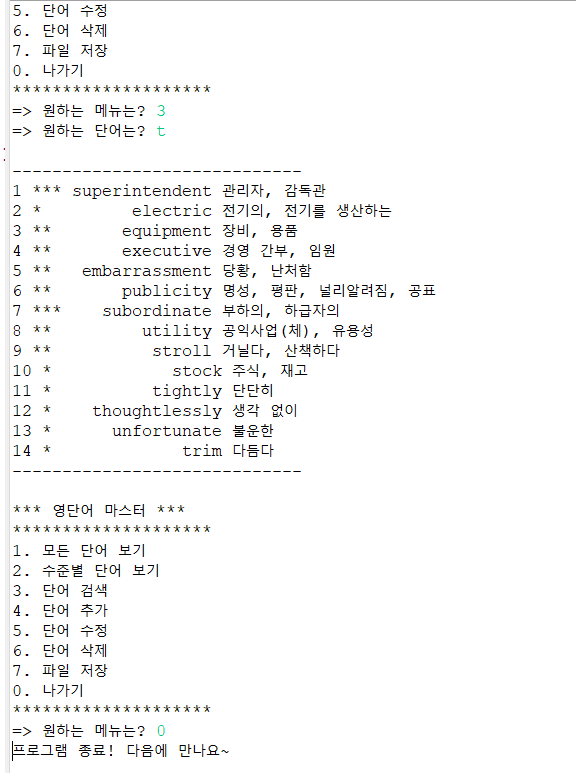 5. 단어 수정
6. 단어 삭제
7. 파일 저장
0. 나가기
********************
=> 원하는 메뉴는? 3
=> 원하는 단어는? t
-----------------------------
1 *** superintendent 관리자, 감독관
2 * electric 전기의, 전기를 생산하는
3 ** equipment 장비, 용품
4 ** executive 경영 간부, 임원
5 ** embarrassment 당황, 난처함
6 ** publicity 명성, 평판, 널리알려짐, 공표
7 *** subordinate 부하의, 하급자의
8 ** utility 공익사업(체), 유용성
9 ** stroll 거닐다, 산책하다
10 * stock 주식, 재고
11 * tightly 단단히
12 * thoughtlessly 생각 없이
13 * unfortunate 불운한
14 * trim 다듬다
-----------------------------
*** 영단어 마스터 ***
********************
1. 모든 단어 보기
2. 수준별 단어 보기
3. 단어 검색
4. 단어 추가
5. 단어 수정
6. 단어 삭제
7. 파일 저장
0. 나가기
********************
=> 원하는 메뉴는? 0
프로그램 종료! 다음에 만나요~